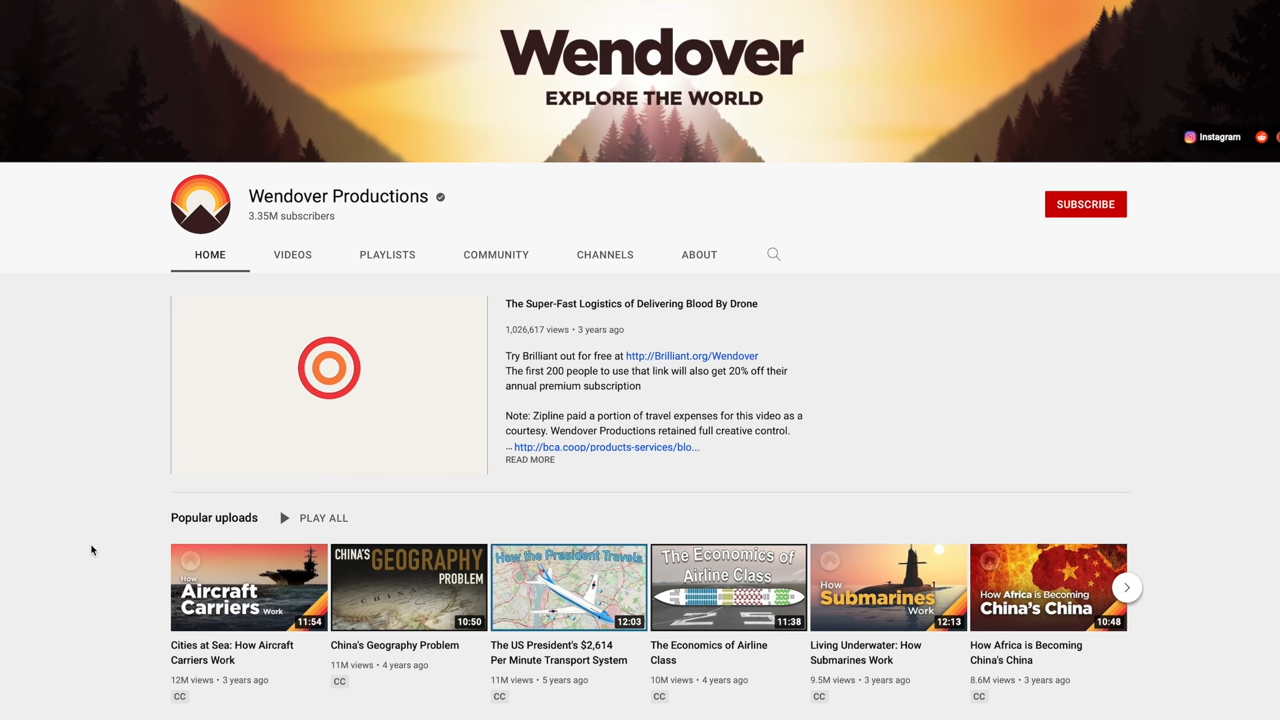 Wendover
EXPLORE THE WORLD
Instagram
Wendover Productions
3.35M subscribers
SUBSCRIBE
HOME
VIDEOS
PLAYLISTS
COMMUNITY
CHANNELS
ABOUT
The Super-Fast Logistics of Delivering Blood By Drone
1,026,617 views • 3 years ago
Try Brilliant out for free at http://Brilliant.org/Wendover
The first 200 people to use that link will also get 20% off their
annual premium subscription
Note: Zipline paid a portion of travel expenses for this video as a
courtesy. Wendover Productions retained full creative control.
... http://bca.coop/products-services/blo...
READ MORE
Popular uploads
PLAY ALL
How
Aircraft
Carriers Work
11:54
CHINA'S GEOGRAPHY
PROBLEM
CHINA
10:50
How the President Travels
12:03
The Economics of
Airline Class
11:38
How
Submarines
Work
12:13
How Africa is Becoming
China's China
10:48
Cities at Sea: How Aircraft
Carriers Work
12M views • 3 years ago
CC
China's Geography Problem
11M views • 4 years ago
CC
The US President's $2,614
Per Minute Transport System
11M views • 5 years ago
CC
The Economics of Airline
Class
10M views • 4 years ago
CC
Living Underwater: How
Submarines Work
9.5M views • 3 years ago
CC
How Africa is Becoming
China's China
8.6M views • 3 years ago
CC